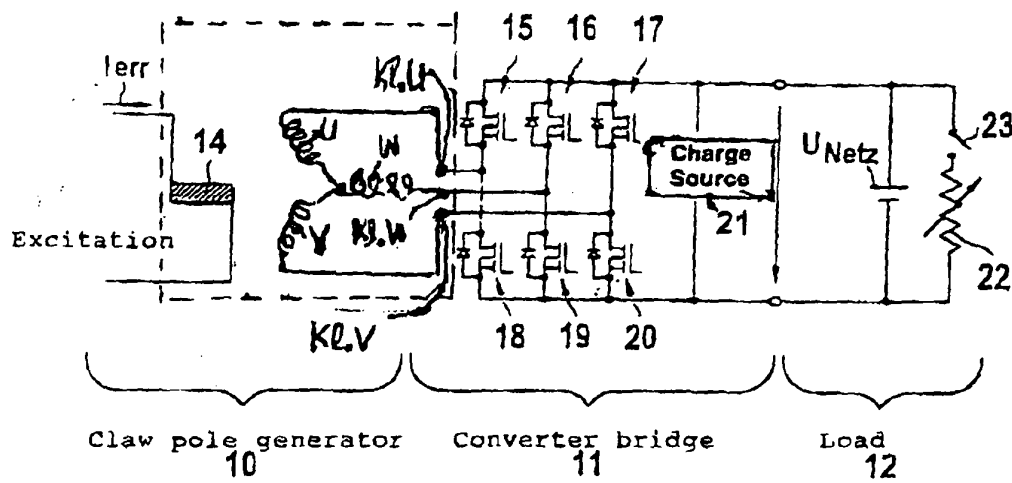 15 16 17
Ierr
Kl.U
14
U
W
23
Charge
Source
U Netz
21
Excitation
V
Kl.W
22
Kl.V
18 19 20
Claw pole generator Converter bridge Load
10 11 12